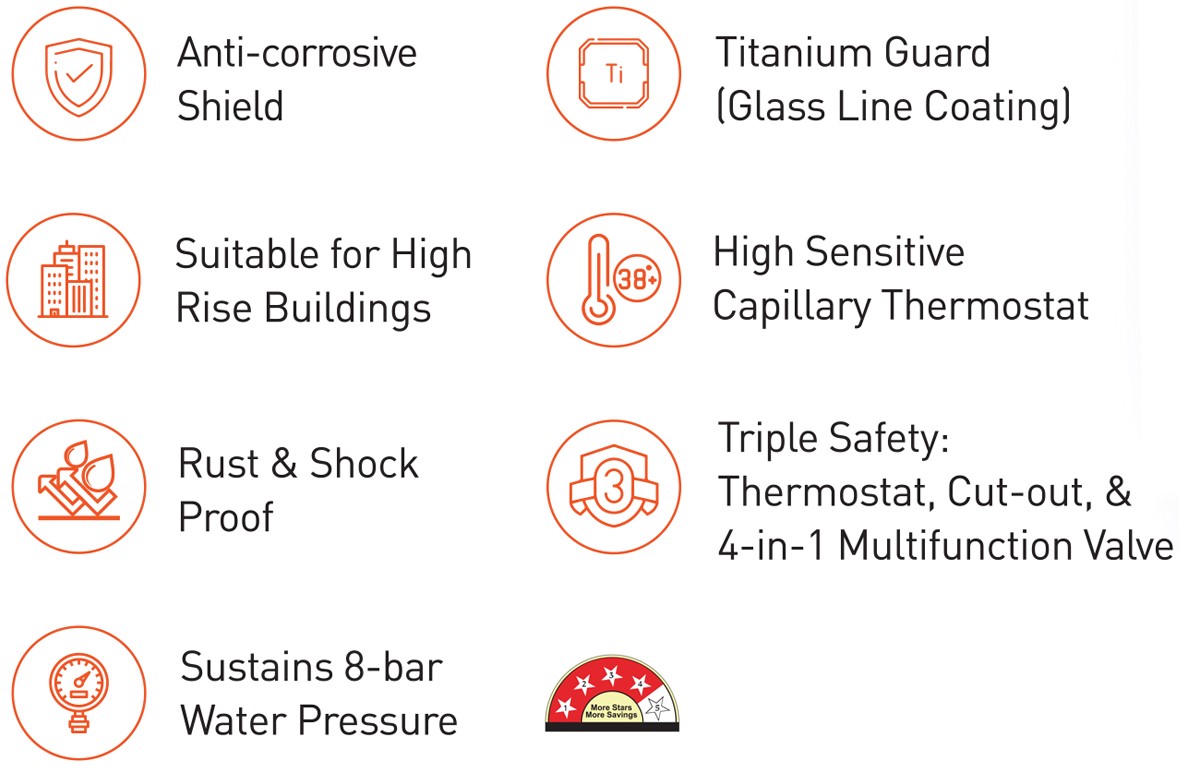 Anti-corrosive
Shield
Ti
Titanium Guard
(Glass Line Coating)
Suitable for High
Rise Buildings
38°+
High Sensitive
Capillary Thermostat
Rust & Shock
Proof
3
Triple Safety:
Thermostat, Cut-out, &
4-in-1 Multifunction Valve
Sustains 8-bar
Water Pressure
1 2 3 4 5
More Stars
More Savings